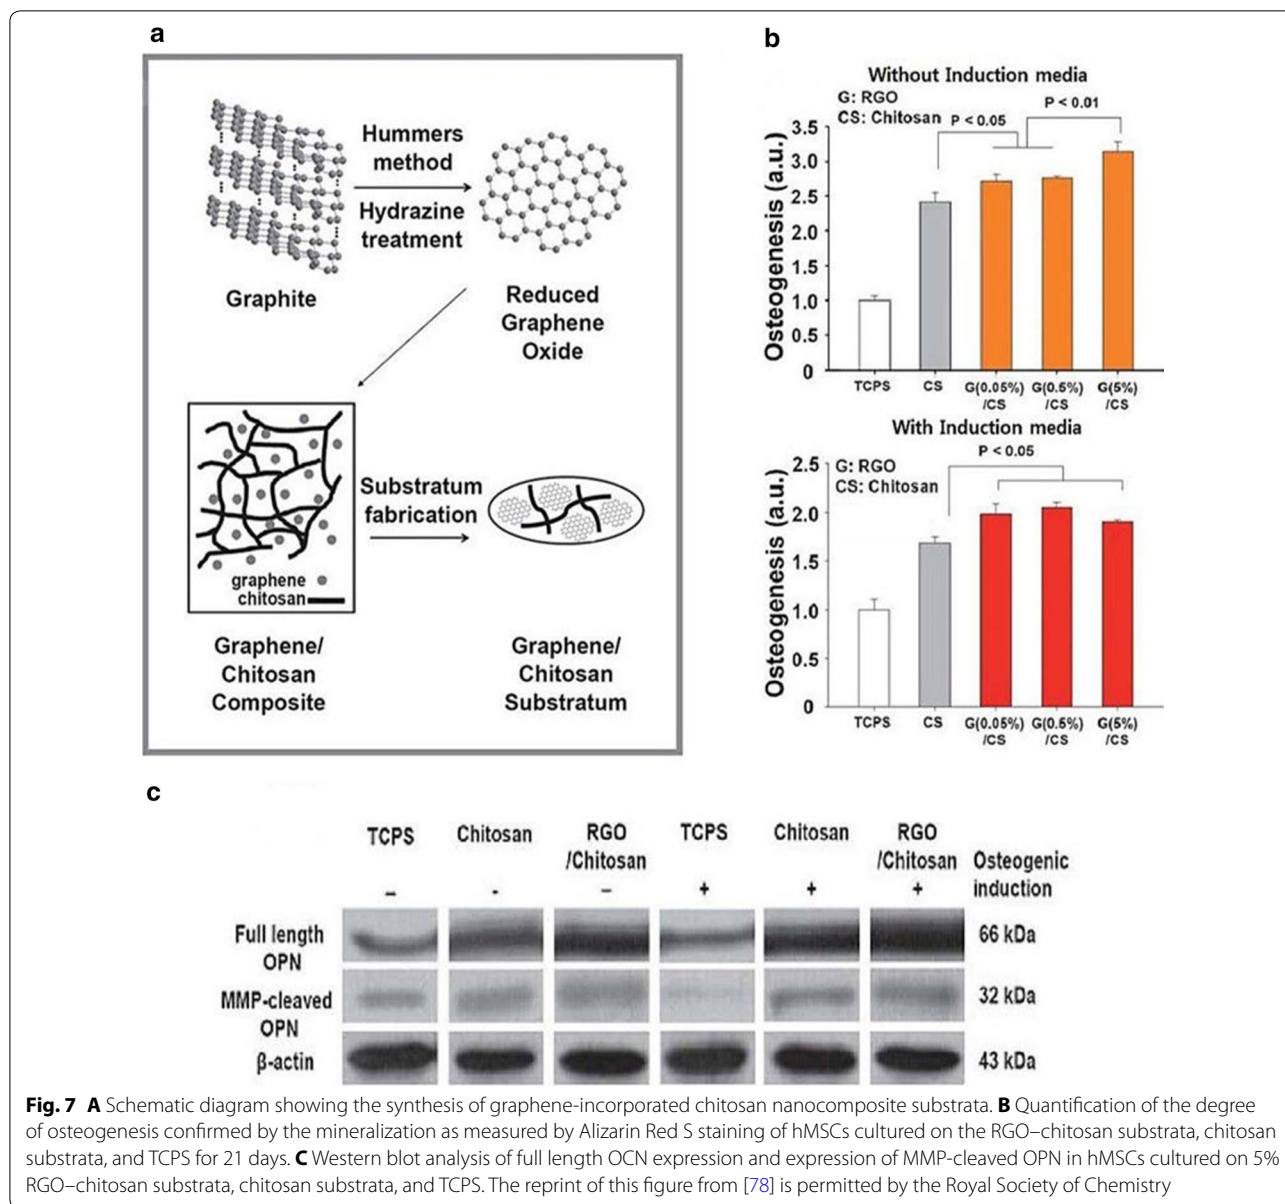 a
Hummers
method
Hydrazine
treatment
Graphite
Reduced
Graphene
Oxide
graphene
chitosan
Substratum
fabrication
Graphene/
Chitosan
Composite
Graphene/
Chitosan
Substratum
b
Without Induction media
G: RGO
CS: Chitosan
P < 0.05
P < 0.01
Osteogenesis (a.u.)
3.5
3.0
2.5
2.0
1.5
1.0
0.5
0
TCPS
CS
G(0.05%)
/CS
G(0.5%)
/CS
G(5%)
/CS
With Induction media
G: RGO
CS: Chitosan
P < 0.05
Osteogenesis (a.u.)
2.5
2.0
1.5
1.0
0.5
0
TCPS
CS
G(0.05%)
/CS
G(0.5%)
/CS
G(5%)
/CS
c
TCPS Chitosan RGO TCPS Chitosan RGO
/Chitosan /Chitosan Osteogenic
– - – + + + induction
Full length 66 kDa
OPN
MMP-cleaved 32 kDa
OPN
β-actin 43 kDa
Fig. 7 A Schematic diagram showing the synthesis of graphene-incorporated chitosan nanocomposite substrata. B Quantification of the degree
of osteogenesis confirmed by the mineralization as measured by Alizarin Red S staining of hMSCs cultured on the RGO–chitosan substrata, chitosan
substrata, and TCPS for 21 days. C Western blot analysis of full length OCN expression and expression of MMP-cleaved OPN in hMSCs cultured on 5%
RGO–chitosan substrata, chitosan substrata, and TCPS. The reprint of this figure from [78] is permitted by the Royal Society of Chemistry